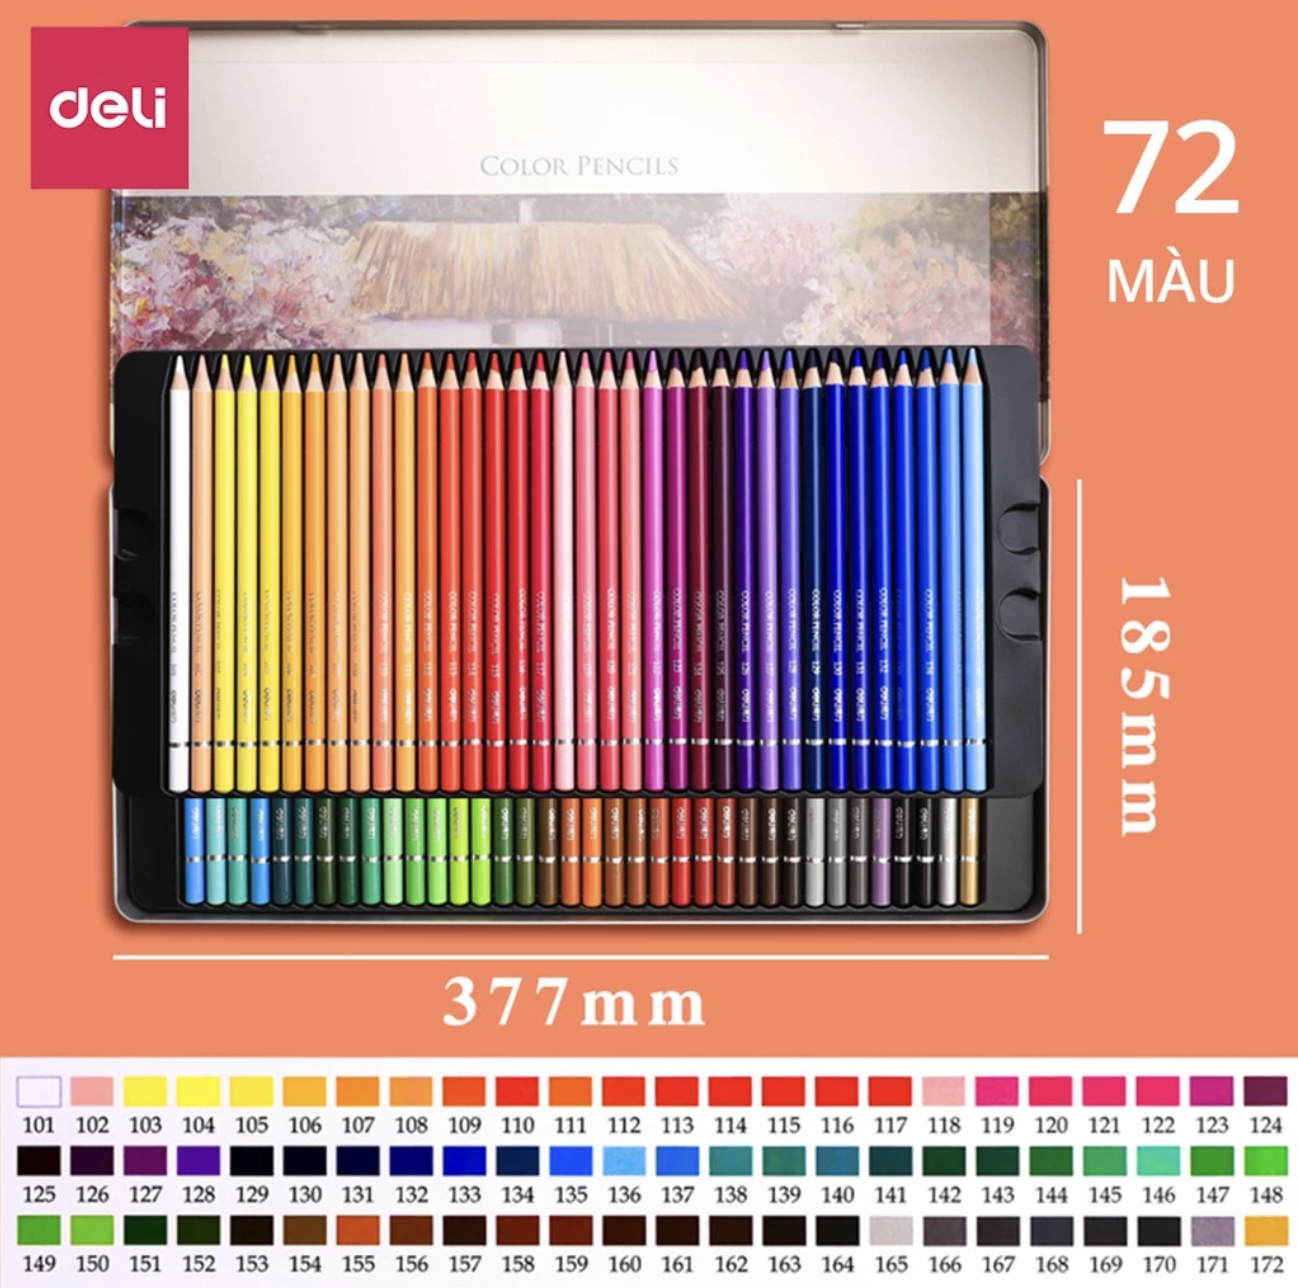 deli
COLOR PENCILS
72
MÀU
185mm
377mm
101 102 103 104 105 106 107 108 109 110 111 112 113 114 115 116 117 118 119 120 121 122 123 124
125 126 127 128 129 130 131 132 133 134 135 136 137 138 139 140 141 142 143 144 145 146 147 148
149 150 151 152 153 154 155 156 157 158 159 160 161 162 163 164 165 166 167 168 169 170 171 172